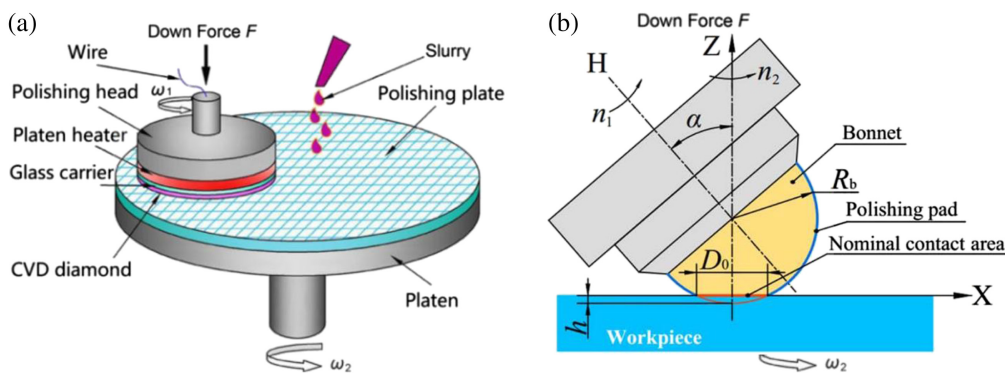 (a)
Down Force F
Wire
ω₁
Polishing head
Platen heater
Glass carrier
CVD diamond
Slurry
Polishing plate
Platen
ω₂
(b)
Down Force F
Z
H
n₂
n₁
α
Bonnet
R_b
Polishing pad
Nominal contact area
D₀
X
h
Workpiece
ω₂